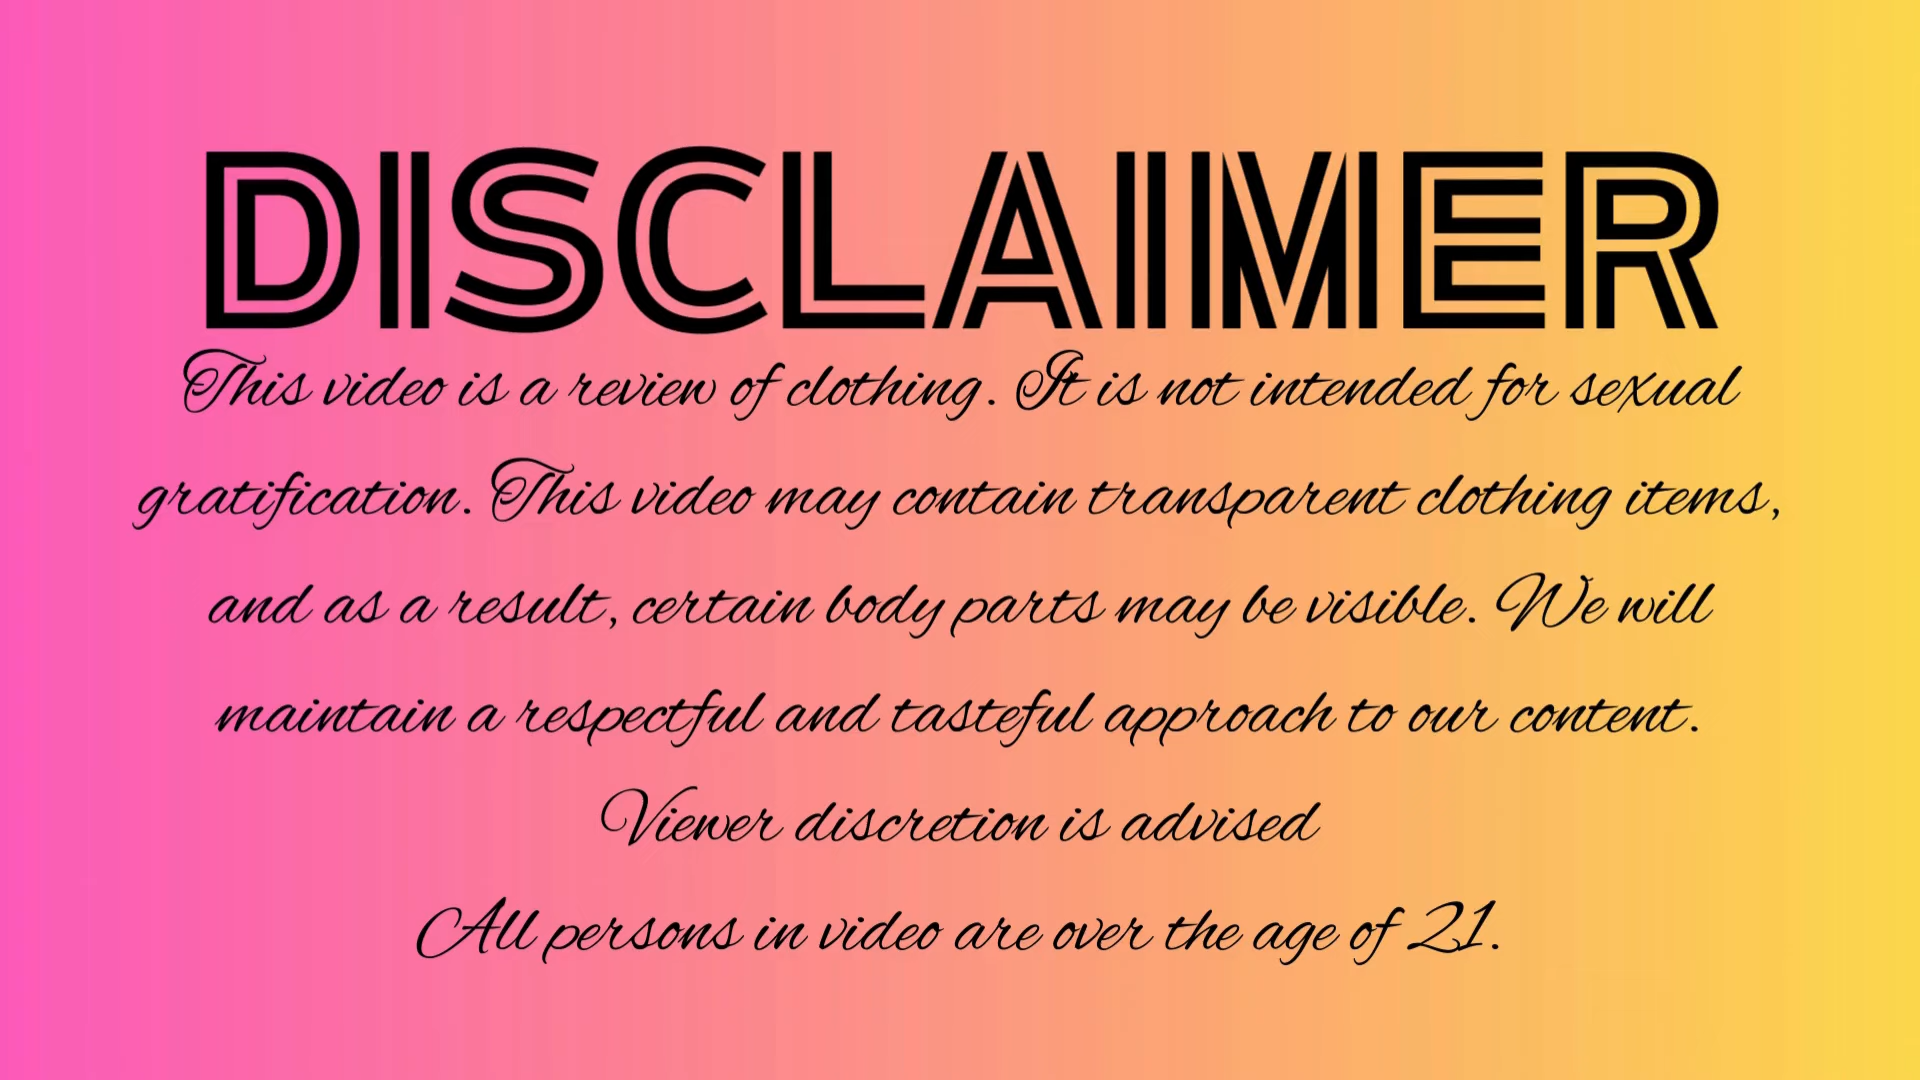 DISCLAIMER
This video is a review of clothing. It is not intended for sexual
gratification. This video may contain transparent clothing items,
and as a result, certain body parts may be visible. We will
maintain a respectful and tasteful approach to our content.
Viewer discretion is advised
All persons in video are over the age of 21.